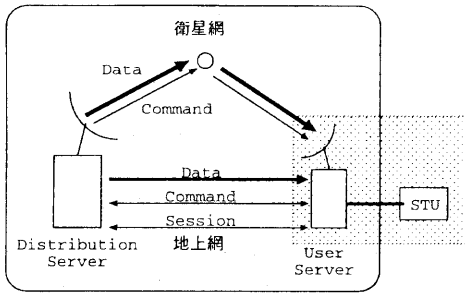 衛星網
Data
Command
Data
Command
Session
地上網
STU
Distribution
Server
User
Server